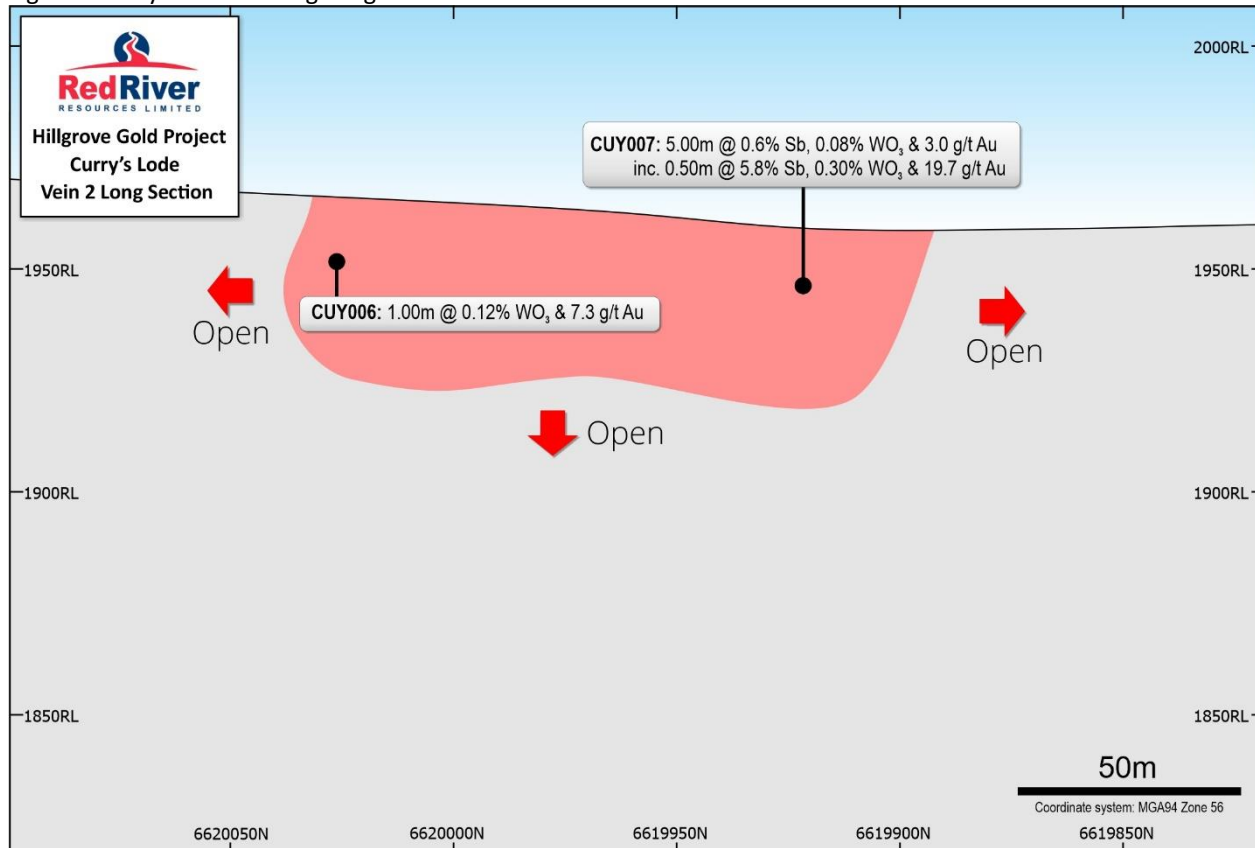 RedRiver
RESOURCES LIMITED
Hillgrove Gold Project
Curry's Lode
Vein 2 Long Section
2000RL
CUY007: 5.00m @ 0.6% Sb, 0.08% WO₃ & 3.0 g/t Au
inc. 0.50m @ 5.8% Sb, 0.30% WO₃ & 19.7 g/t Au
1950RL
1950RL
CUY006: 1.00m @ 0.12% WO₃ & 7.3 g/t Au
Open
Open
Open
1900RL
1900RL
1850RL
1850RL
50m
Coordinate system: MGA94 Zone 56
6620050N
6620000N
6619950N
6619900N
6619850N